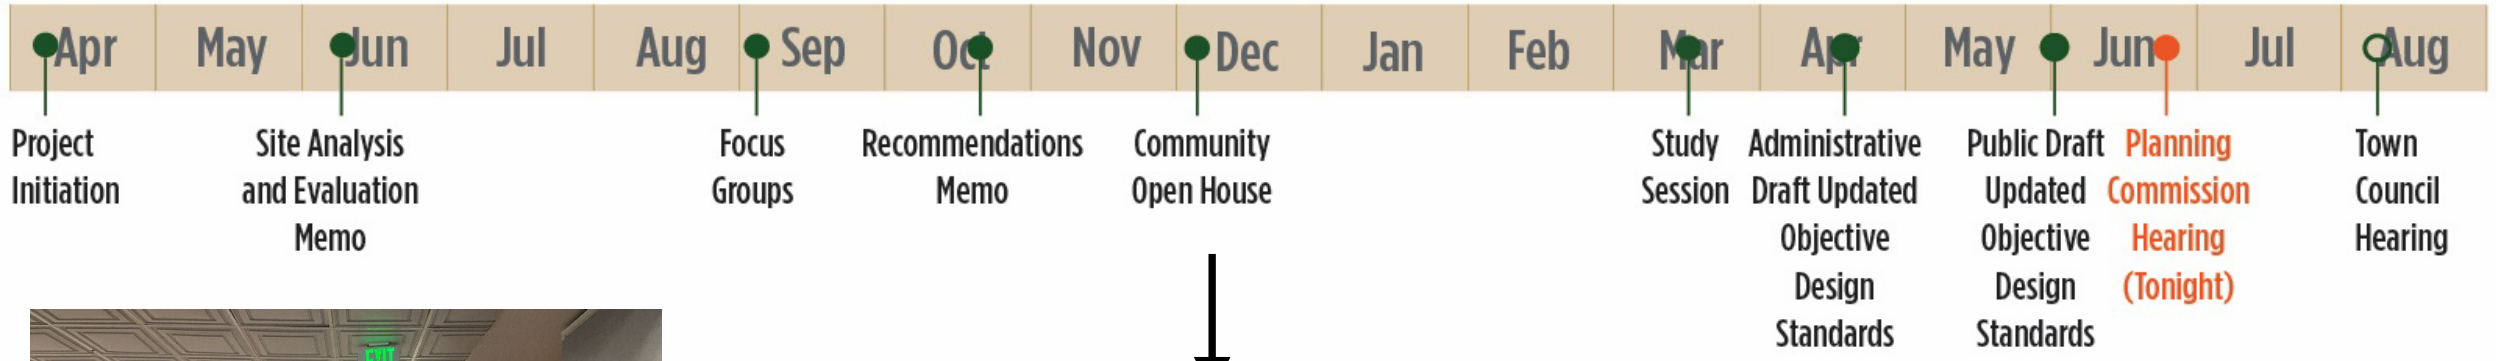 Apr May Jun Jul Aug Sep Oct Nov Dec Jan Feb Mar Apr May Jun Jul Aug
Project
Initiation
Site Analysis
and Evaluation
Memo
Focus
Groups
Recommendations
Memo
Community
Open House
Study
Session
Administrative
Draft Updated
Objective
Design
Standards
Public Draft
Updated
Objective
Design
Standards
Planning
Commission
Hearing
(Tonight)
Town
Council
Hearing
EXIT